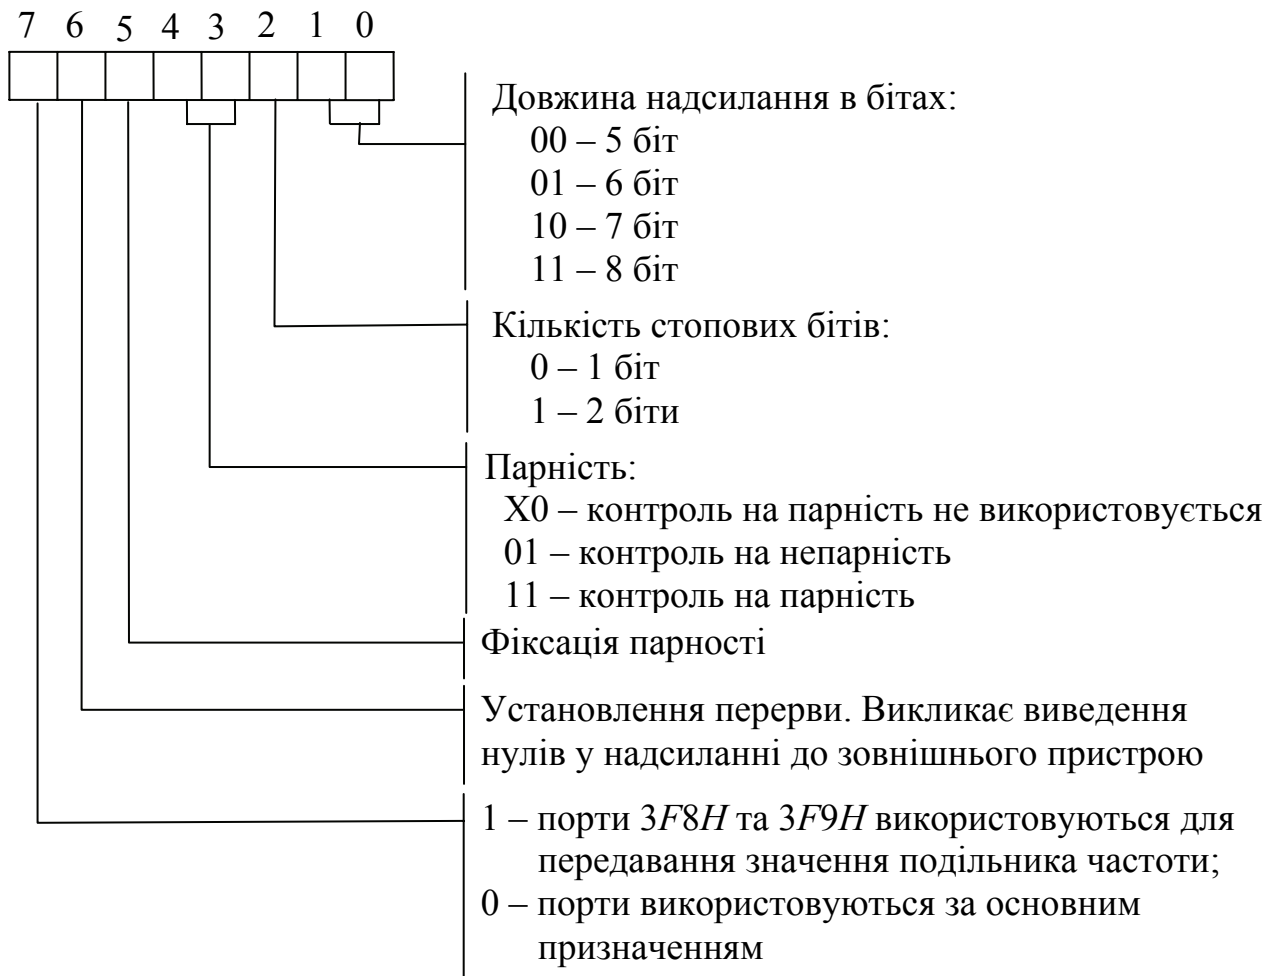 7 6 5 4 3 2 1 0
Довжина надсилання в бітах:
00 – 5 біт
01 – 6 біт
10 – 7 біт
11 – 8 біт
Кількість стопових бітів:
0 – 1 біт
1 – 2 біти
Парність:
X0 – контроль на парність не використовується
01 – контроль на непарність
11 – контроль на парність
Фіксація парності
Установлення перерви. Викликає виведення
нулів у надсиланні до зовнішнього пристрою
1 – порти 3F8H та 3F9H використовуються для
передавання значення подільника частоти;
0 – порти використовуються за основним
призначенням